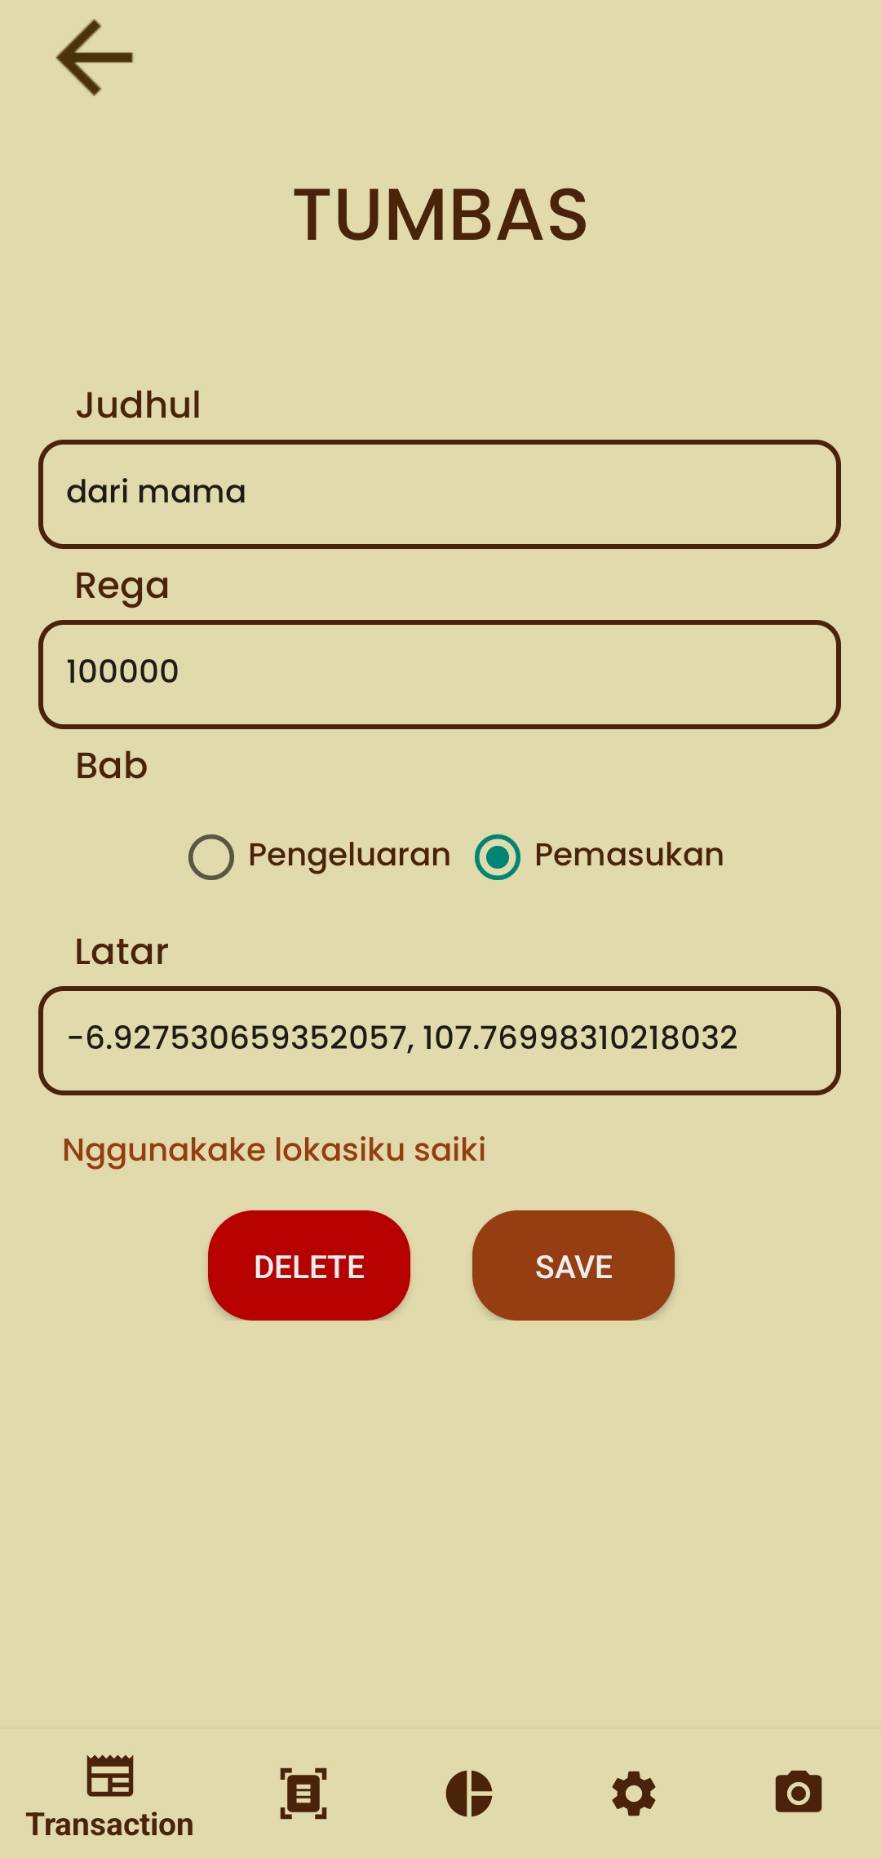 TUMBAS
Judhul
dari mama
Rega
100000
Bab
Pengeluaran Pemasukan
Latar
-6.927530659352057, 107.76998310218032
Nggunakake lokasiku saiki
DELETE SAVE
Transaction